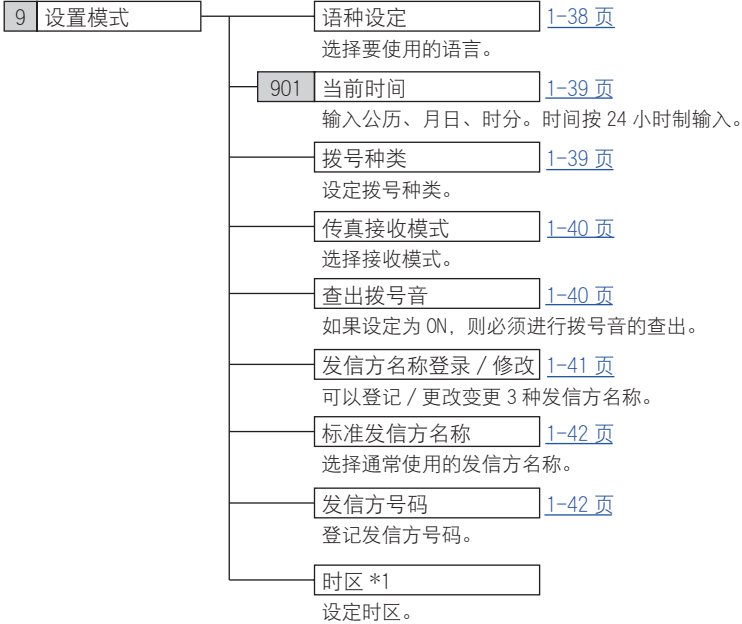 9 设置模式
语种设定 1-38 页
选择要使用的语言。
901 当前时间 1-39 页
输入公历、月日、时分。时间按 24 小时制输入。
拨号种类 1-39 页
设定拨号种类。
传真接收模式 1-40 页
选择接收模式。
查出拨号音 1-40 页
如果设定为 ON, 则必须进行拨号音的查出。
发信方名称登录 / 修改 1-41 页
可以登记 / 更改变更 3 种发信方名称。
标准发信方名称 1-42 页
选择通常使用的发信方名称。
发信方号码 1-42 页
登记发信方号码。
时区 *1
设定时区。